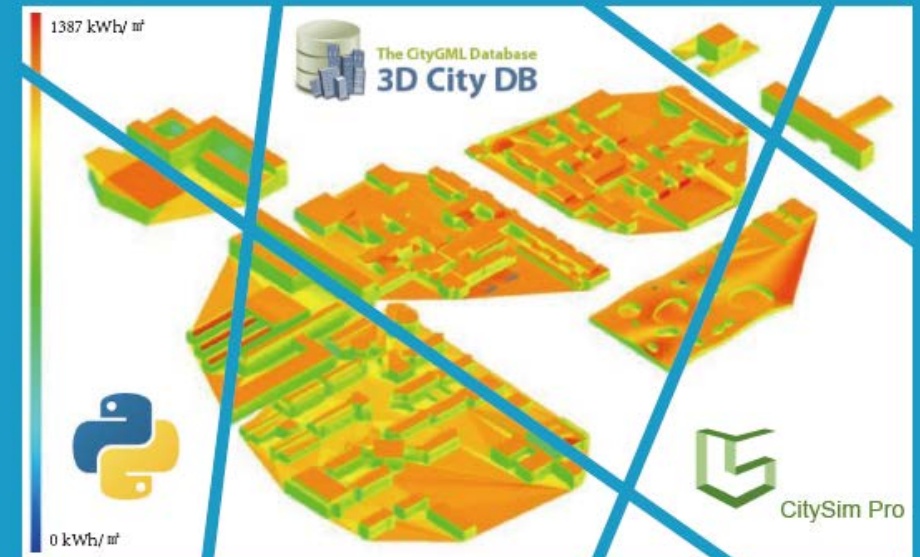 1387 kWh/ m²
The CityGML Database
3D City DB
CitySim Pro
0 kWh/ m²